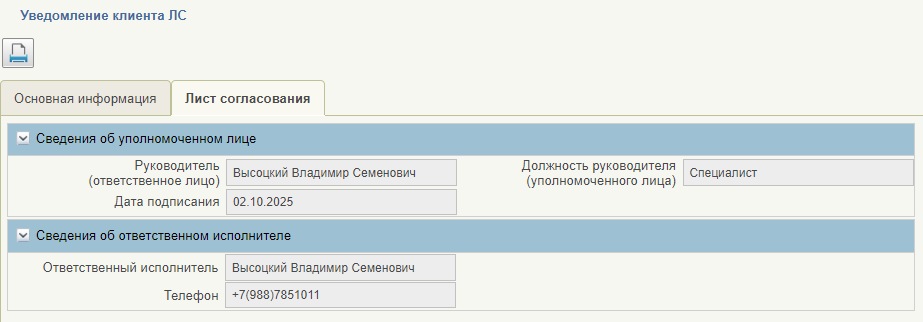 Уведомление клиента ЛС
Основная информация
Лист согласования
Сведения об уполномоченном лице
Руководитель
(ответственное лицо)
Высоцкий Владимир Семенович
Должность руководителя
(уполномоченного лица)
Специалист
Дата подписания
02.10.2025
Сведения об ответственном исполнителе
Ответственный исполнитель
Высоцкий Владимир Семенович
Телефон
+7(988)7851011